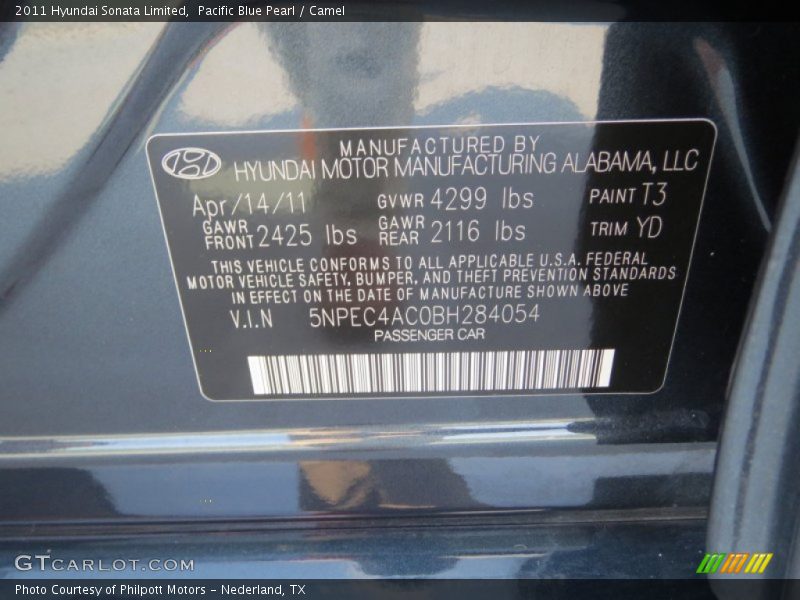 2011 Hyundai Sonata Limited, Pacific Blue Pearl / Camel
MANUFACTURED BY
HYUNDAI MOTOR MANUFACTURING ALABAMA, LLC
Apr/14/11 GVWR 4299 lbs PAINT T3
GAWR FRONT 2425 lbs GAWR REAR 2116 lbs TRIM YD
THIS VEHICLE CONFORMS TO ALL APPLICABLE U.S.A. FEDERAL
MOTOR VEHICLE SAFETY, BUMPER, AND THEFT PREVENTION STANDARDS
IN EFFECT ON THE DATE OF MANUFACTURE SHOWN ABOVE
V.I.N 5NPEC4AC0BH284054
PASSENGER CAR
GTCARLOT.COM
Photo Courtesy of Philpott Motors - Nederland, TX